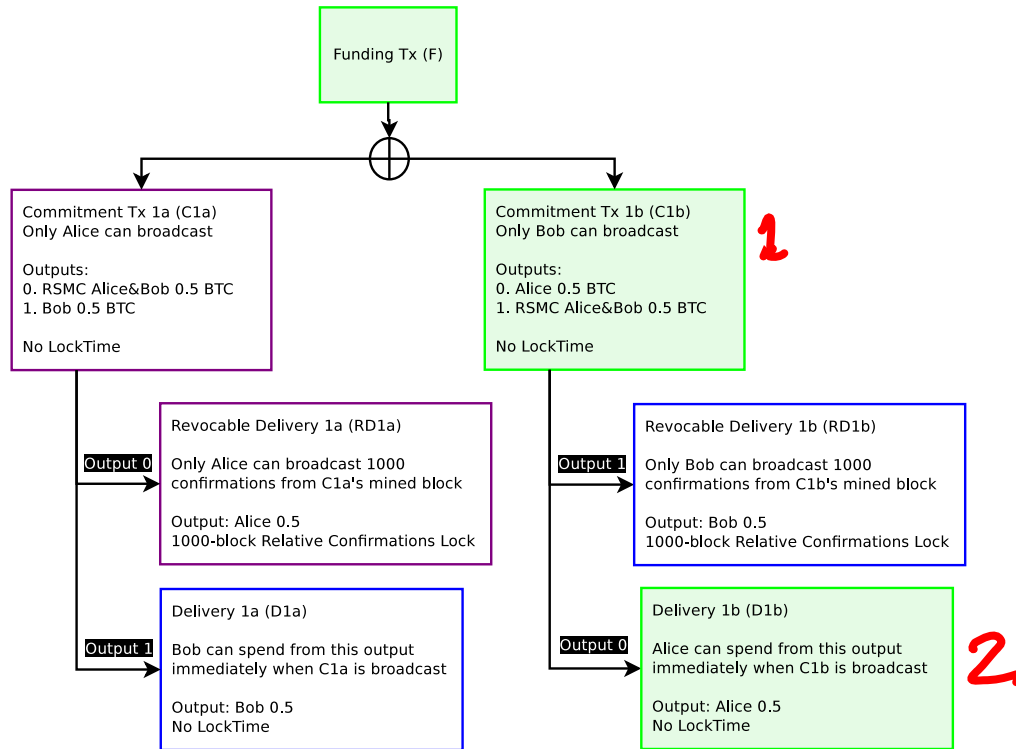 Funding Tx (F)
Commitment Tx 1a (C1a)
Only Alice can broadcast
Outputs:
0. RSMC Alice&Bob 0.5 BTC
1. Bob 0.5 BTC
No LockTime
Commitment Tx 1b (C1b)
Only Bob can broadcast
Outputs:
0. Alice 0.5 BTC
1. RSMC Alice&Bob 0.5 BTC
No LockTime
1
Output 0
Revocable Delivery 1a (RD1a)
Only Alice can broadcast 1000
confirmations from C1a's mined block
Output: Alice 0.5
1000-block Relative Confirmations Lock
Output 1
Revocable Delivery 1b (RD1b)
Only Bob can broadcast 1000
confirmations from C1b's mined block
Output: Bob 0.5
1000-block Relative Confirmations Lock
Output 1
Delivery 1a (D1a)
Bob can spend from this output
immediately when C1a is broadcast
Output: Bob 0.5
No LockTime
Output 0
Delivery 1b (D1b)
Alice can spend from this output
immediately when C1b is broadcast
Output: Alice 0.5
No LockTime
2.